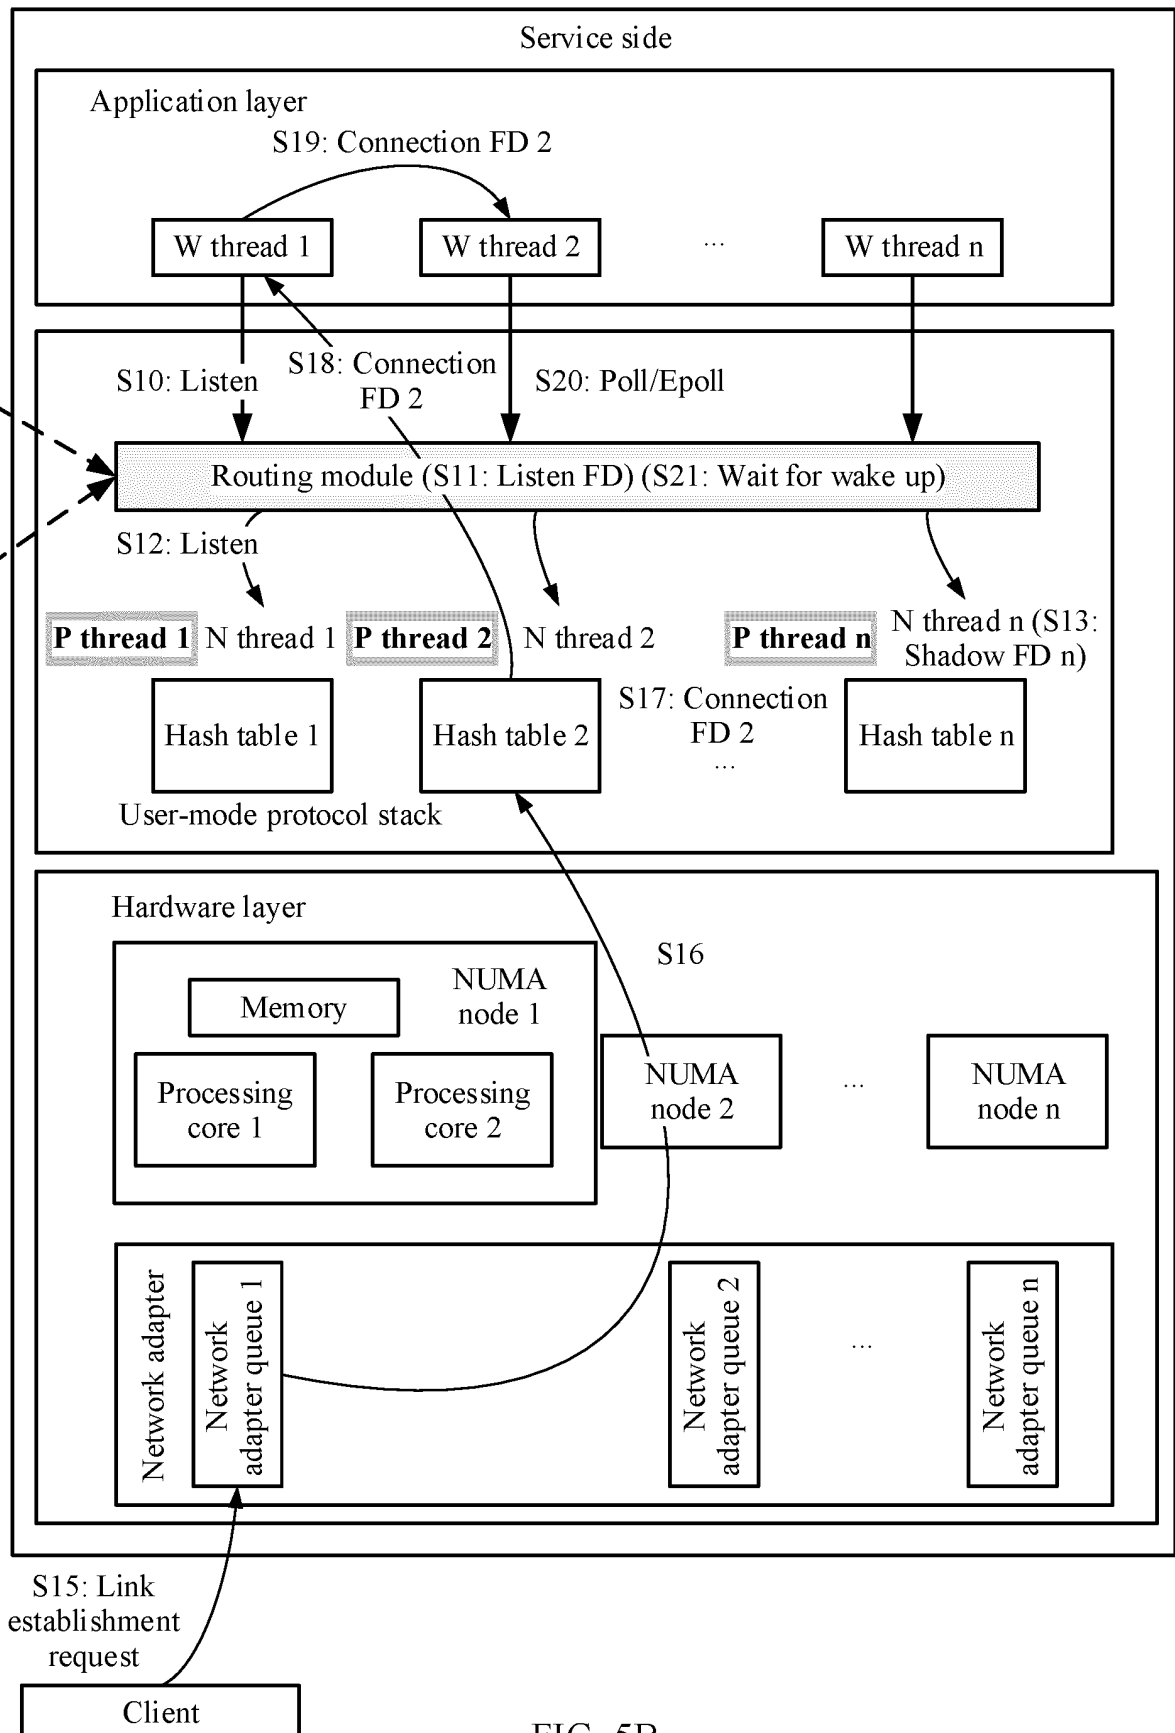 Service side
Application layer
S19: Connection FD 2
W thread 1
W thread 2
...
W thread n
S10: Listen
S18: Connection
FD 2
S20: Poll/Epoll
Routing module (S11: Listen FD) (S21: Wait for wake up)
S12: Listen
P thread 1
N thread 1
P thread 2
N thread 2
P thread n
N thread n (S13:
Shadow FD n)
Hash table 1
Hash table 2
S17: Connection
FD 2
...
Hash table n
User-mode protocol stack
Hardware layer
S16
Memory
NUMA
node 1
Processing
core 1
Processing
core 2
NUMA
node 2
...
NUMA
node n
Network adapter
Network
adapter queue 1
Network
adapter queue 2
...
Network
adapter queue n
S15: Link
establishment
request
Client
FIG. 5B